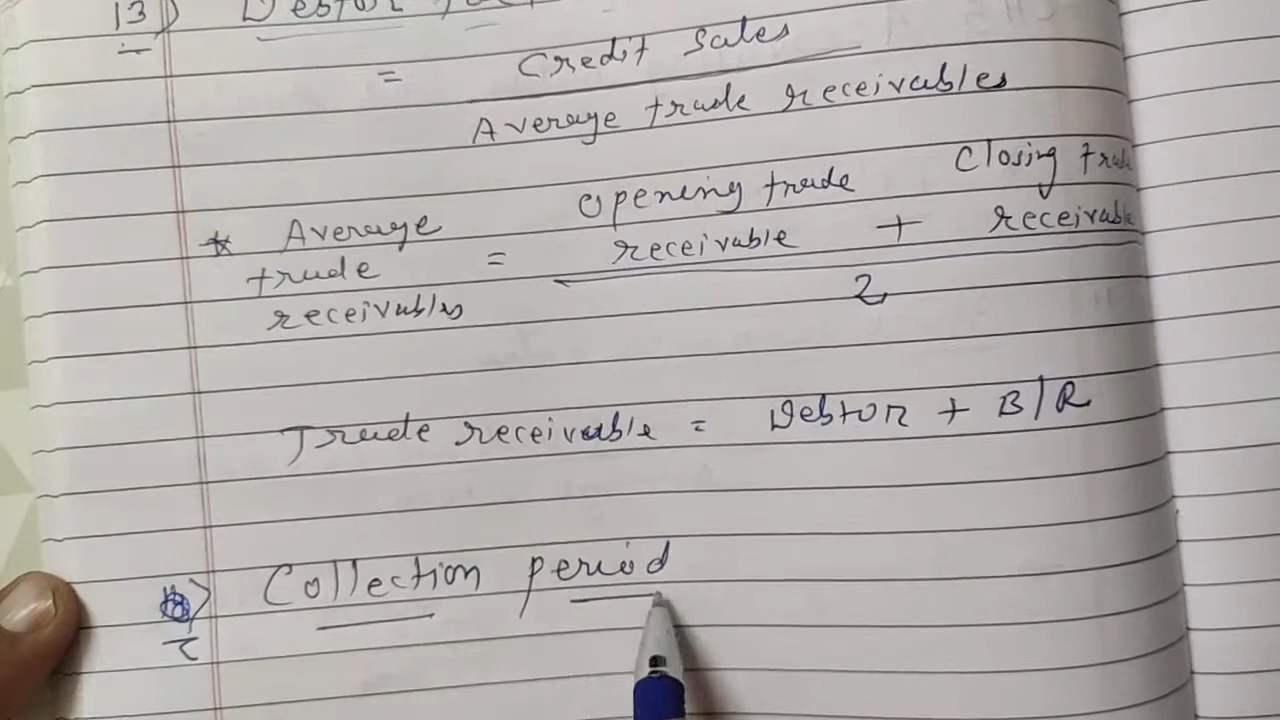 13) Debtor
= Credit sales
Average trade receivables
* Average trade receivables = Opening trade receivable + Closing trade receivable
2
Trade receivable = Debtor + B/R
Collection period